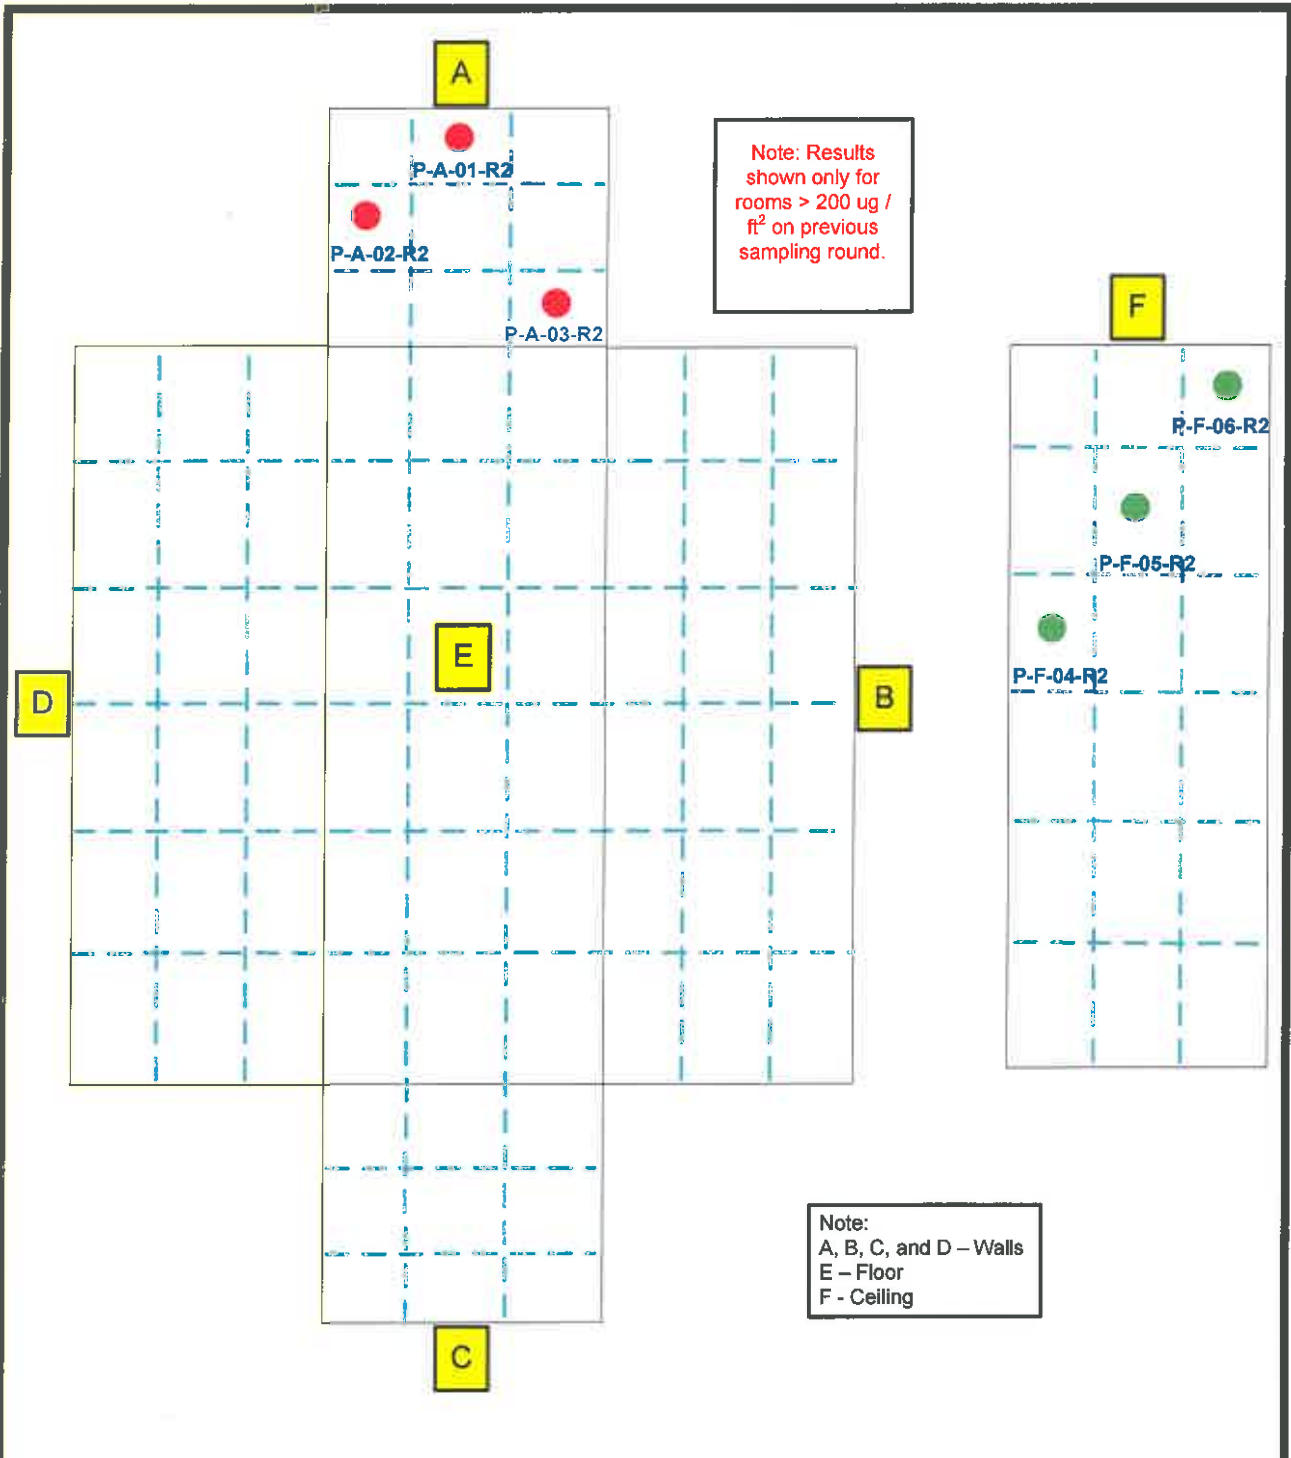 A
P-A-01-R2
P-A-02-R2
P-A-03-R2
Note: Results
shown only for
rooms > 200 ug /
ft² on previous
sampling round.
F
P-F-06-R2
P-F-05-R2
P-F-04-R2
E
D
B
Note:
A, B, C, and D – Walls
E – Floor
F - Ceiling
C